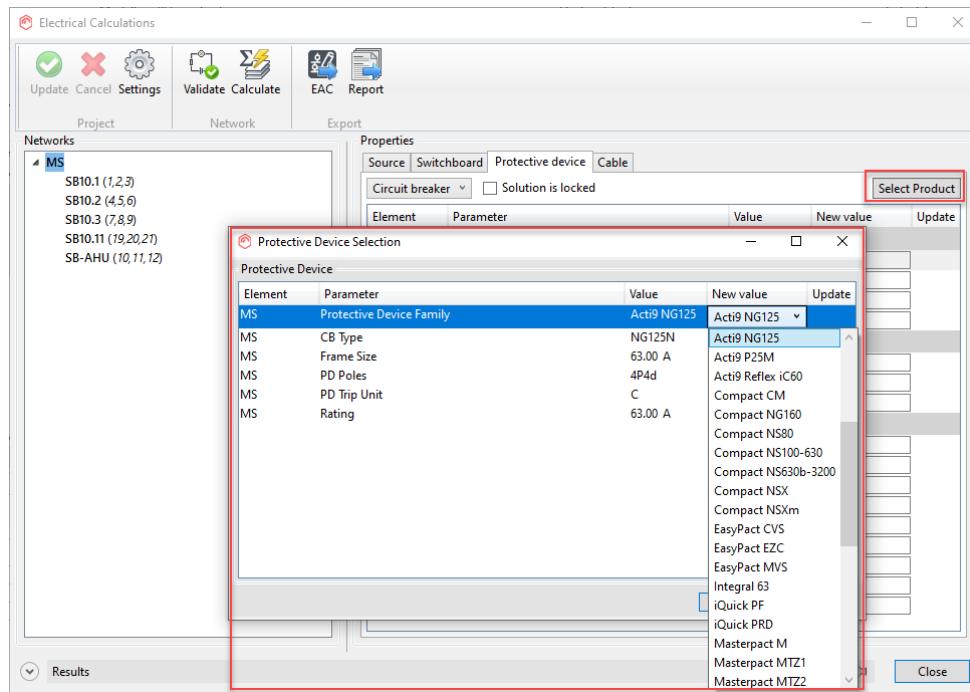 Electrical Calculations
Update Cancel Settings Validate Calculate EAC Report
Project Network Export
Networks Properties
MS
SB10.1 (1,2,3)
SB10.2 (4,5,6)
SB10.3 (7,8,9)
SB10.11 (19,20,21)
SB-AHU (10,11,12)
Source Switchboard Protective device Cable
Circuit breaker Solution is locked Select Product
Element Parameter Value New value Update
Protective Device Selection
Protective Device
Element Parameter Value New value Update
MS Protective Device Family Acti9 NG125 Acti9 NG125
MS CB Type NG125N
MS Frame Size 63.00 A
MS PD Poles 4P4d
MS PD Trip Unit C
MS Rating 63.00 A
Acti9 NG125
Acti9 P25M
Acti9 Reflex iC60
Compact CM
Compact NG160
Compact NS80
Compact NS100-630
Compact NS630b-3200
Compact NSX
Compact NSXm
EasyPact CVS
EasyPact EZC
EasyPact MVS
Integral 63
iQuick PF
iQuick PRD
Masterpact M
Masterpact MTZ1
Masterpact MTZ2
Results Close